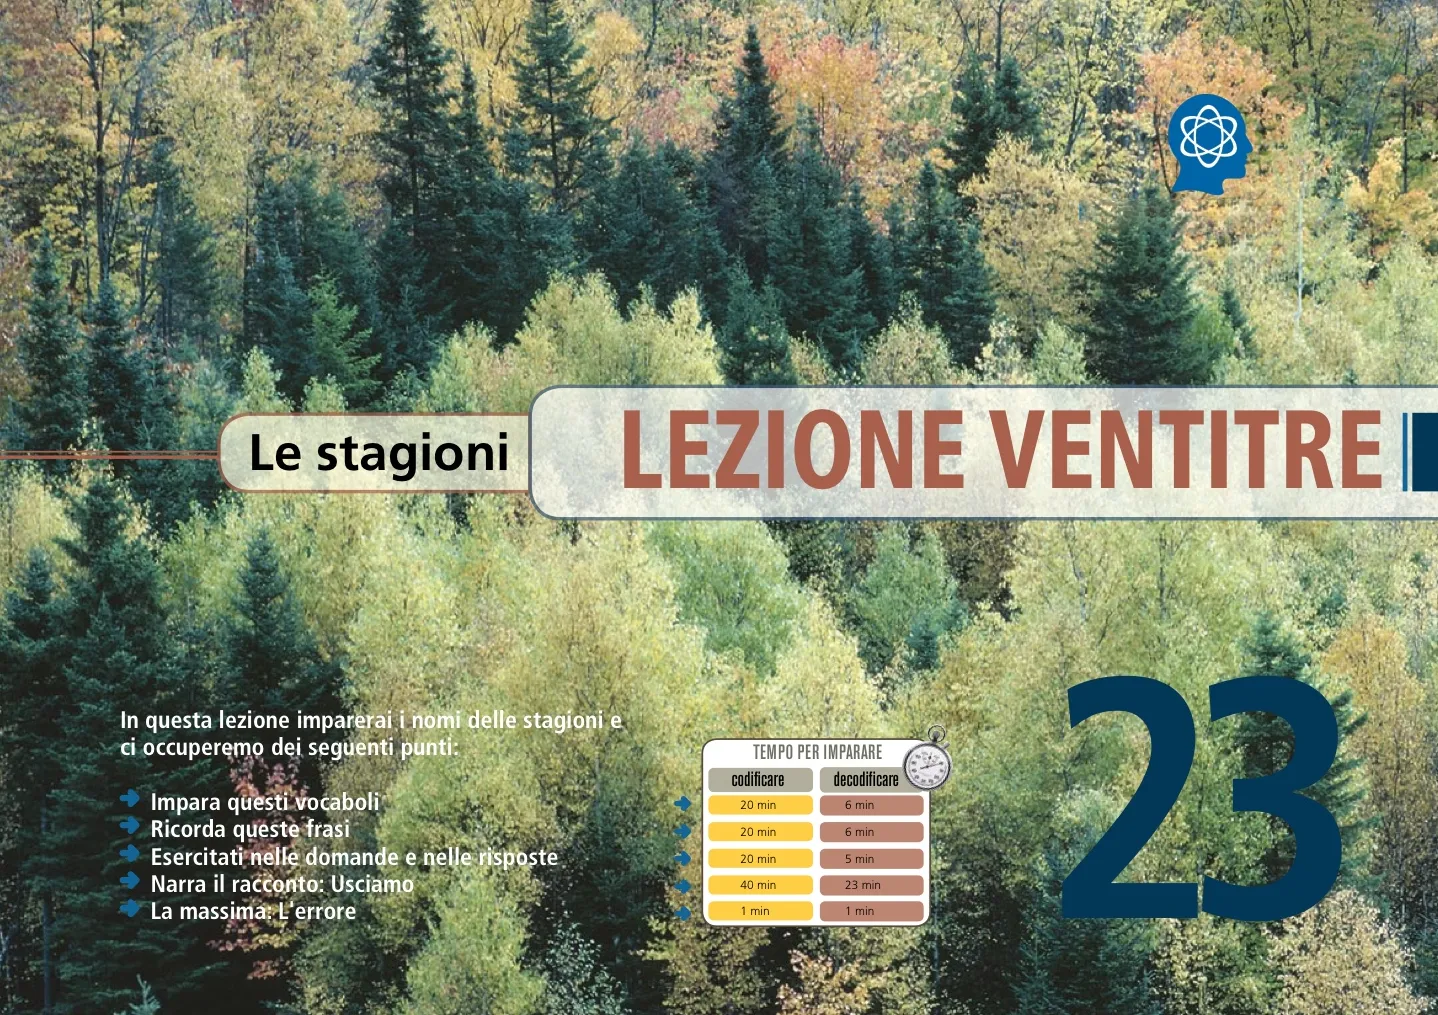 Le stagioni
LEZIONE VENTITRE
In questa lezione imparerai i nomi delle stagioni e
ci occuperemo dei seguenti punti:
Impara questi vocaboli
Ricorda queste frasi
Esercitati nelle domande e nelle risposte
Narra il racconto: Usciamo
La massima: L'errore
TEMPO PER IMPARARE
codificare decodificare
20 min 6 min
20 min 6 min
20 min 5 min
40 min 23 min
1 min 1 min
23